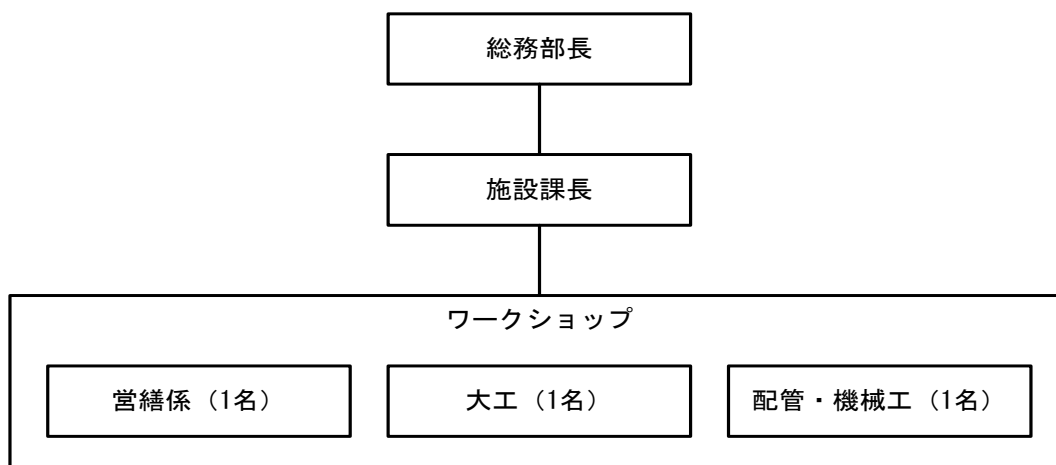 総務部長
施設課長
ワークショップ
営繕係（1名）
大工（1名）
配管・機械工（1名）